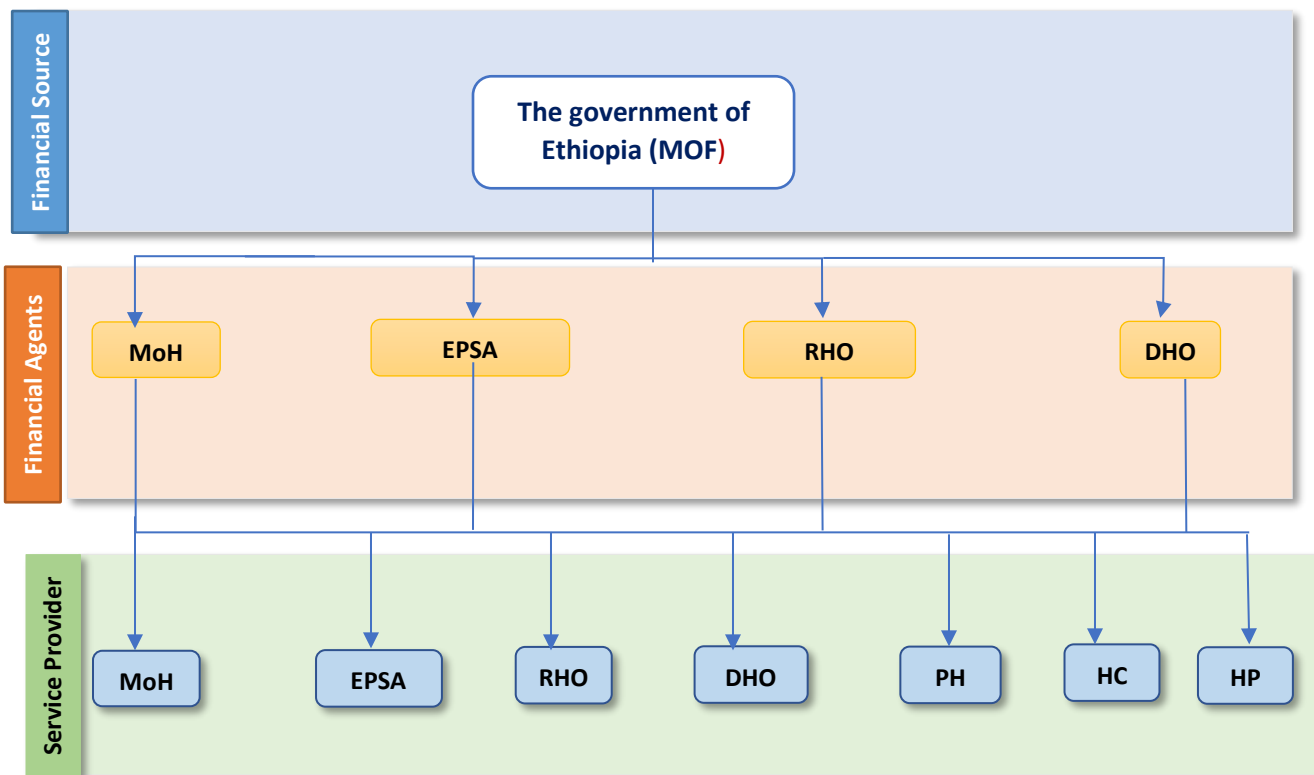 Financial Source
The government of
Ethiopia (MOF)
Financial Agents
MoH
EPSA
RHO
DHO
Service Provider
MoH
EPSA
RHO
DHO
PH
HC
HP